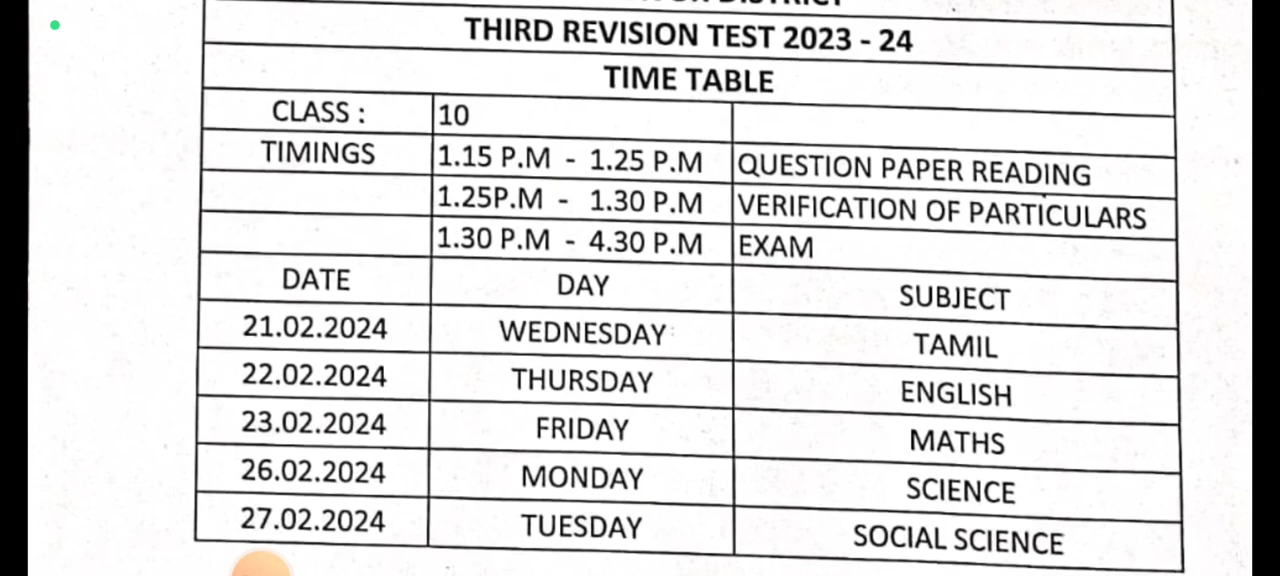 DISTRICT
THIRD REVISION TEST 2023 - 24
TIME TABLE
CLASS : 10
TIMINGS 1.15 P.M - 1.25 P.M QUESTION PAPER READING
1.25P.M - 1.30 P.M VERIFICATION OF PARTICULARS
1.30 P.M - 4.30 P.M EXAM
DATE DAY SUBJECT
21.02.2024 WEDNESDAY TAMIL
22.02.2024 THURSDAY ENGLISH
23.02.2024 FRIDAY MATHS
26.02.2024 MONDAY SCIENCE
27.02.2024 TUESDAY SOCIAL SCIENCE